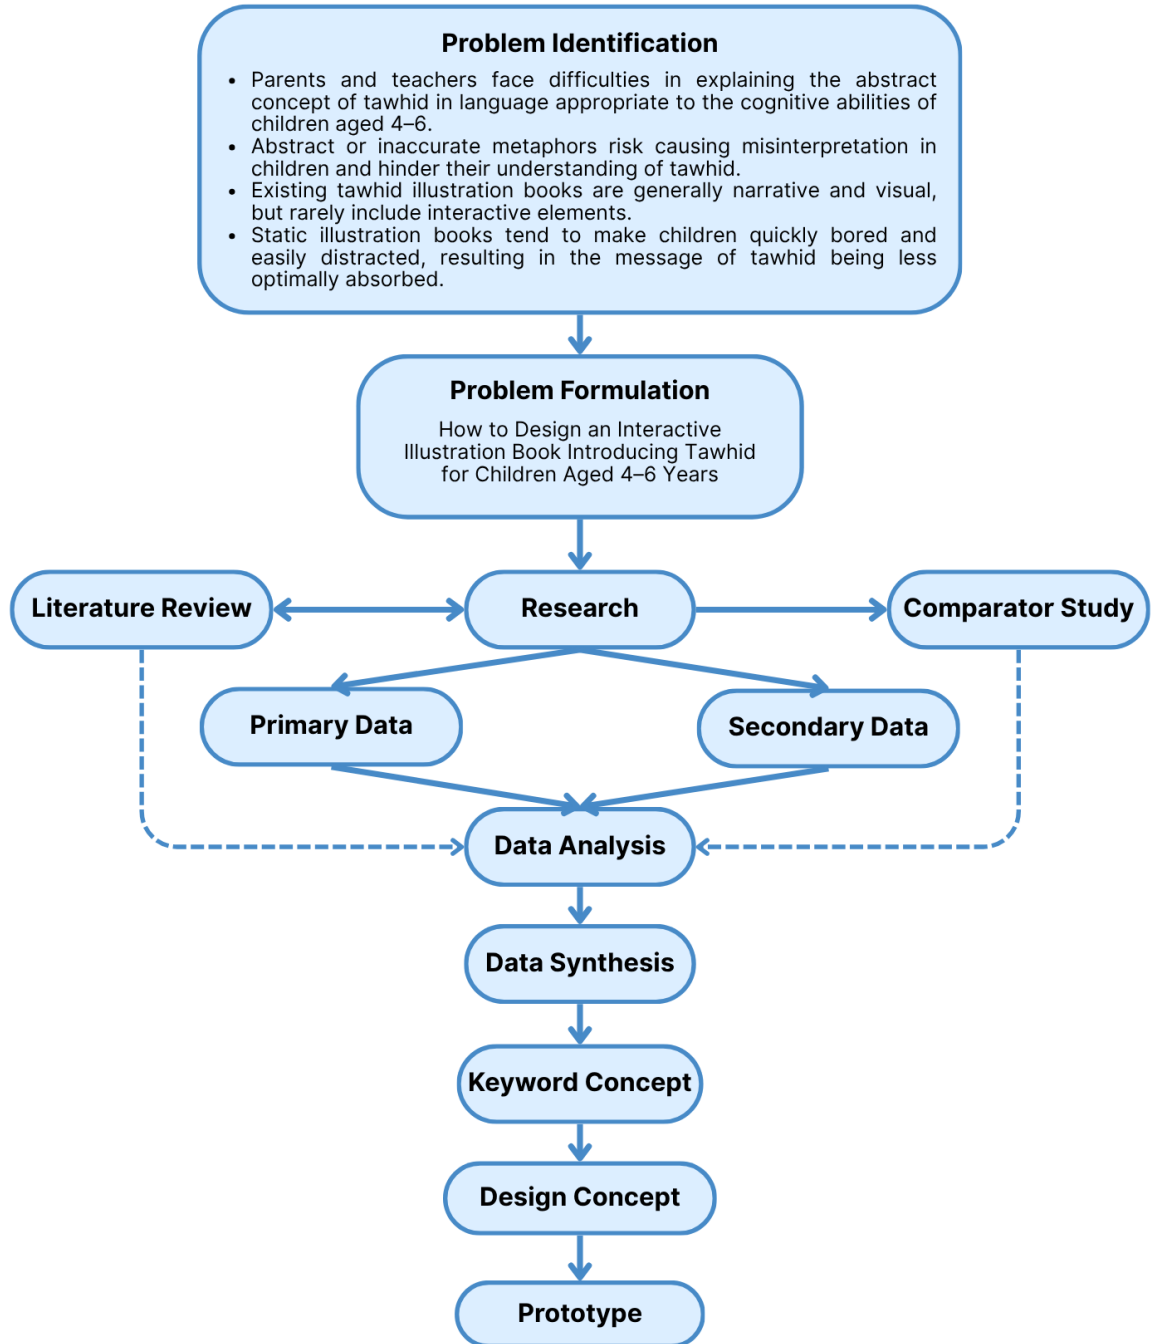 Problem Identification
• Parents and teachers face difficulties in explaining the abstract
concept of tawhid in language appropriate to the cognitive abilities of
children aged 4–6.
• Abstract or inaccurate metaphors risk causing misinterpretation in
children and hinder their understanding of tawhid.
• Existing tawhid illustration books are generally narrative and visual,
but rarely include interactive elements.
• Static illustration books tend to make children quickly bored and
easily distracted, resulting in the message of tawhid being less
optimally absorbed.
Problem Formulation
How to Design an Interactive
Illustration Book Introducing Tawhid
for Children Aged 4–6 Years
Literature Review
Research
Comparator Study
Primary Data
Secondary Data
Data Analysis
Data Synthesis
Keyword Concept
Design Concept
Prototype